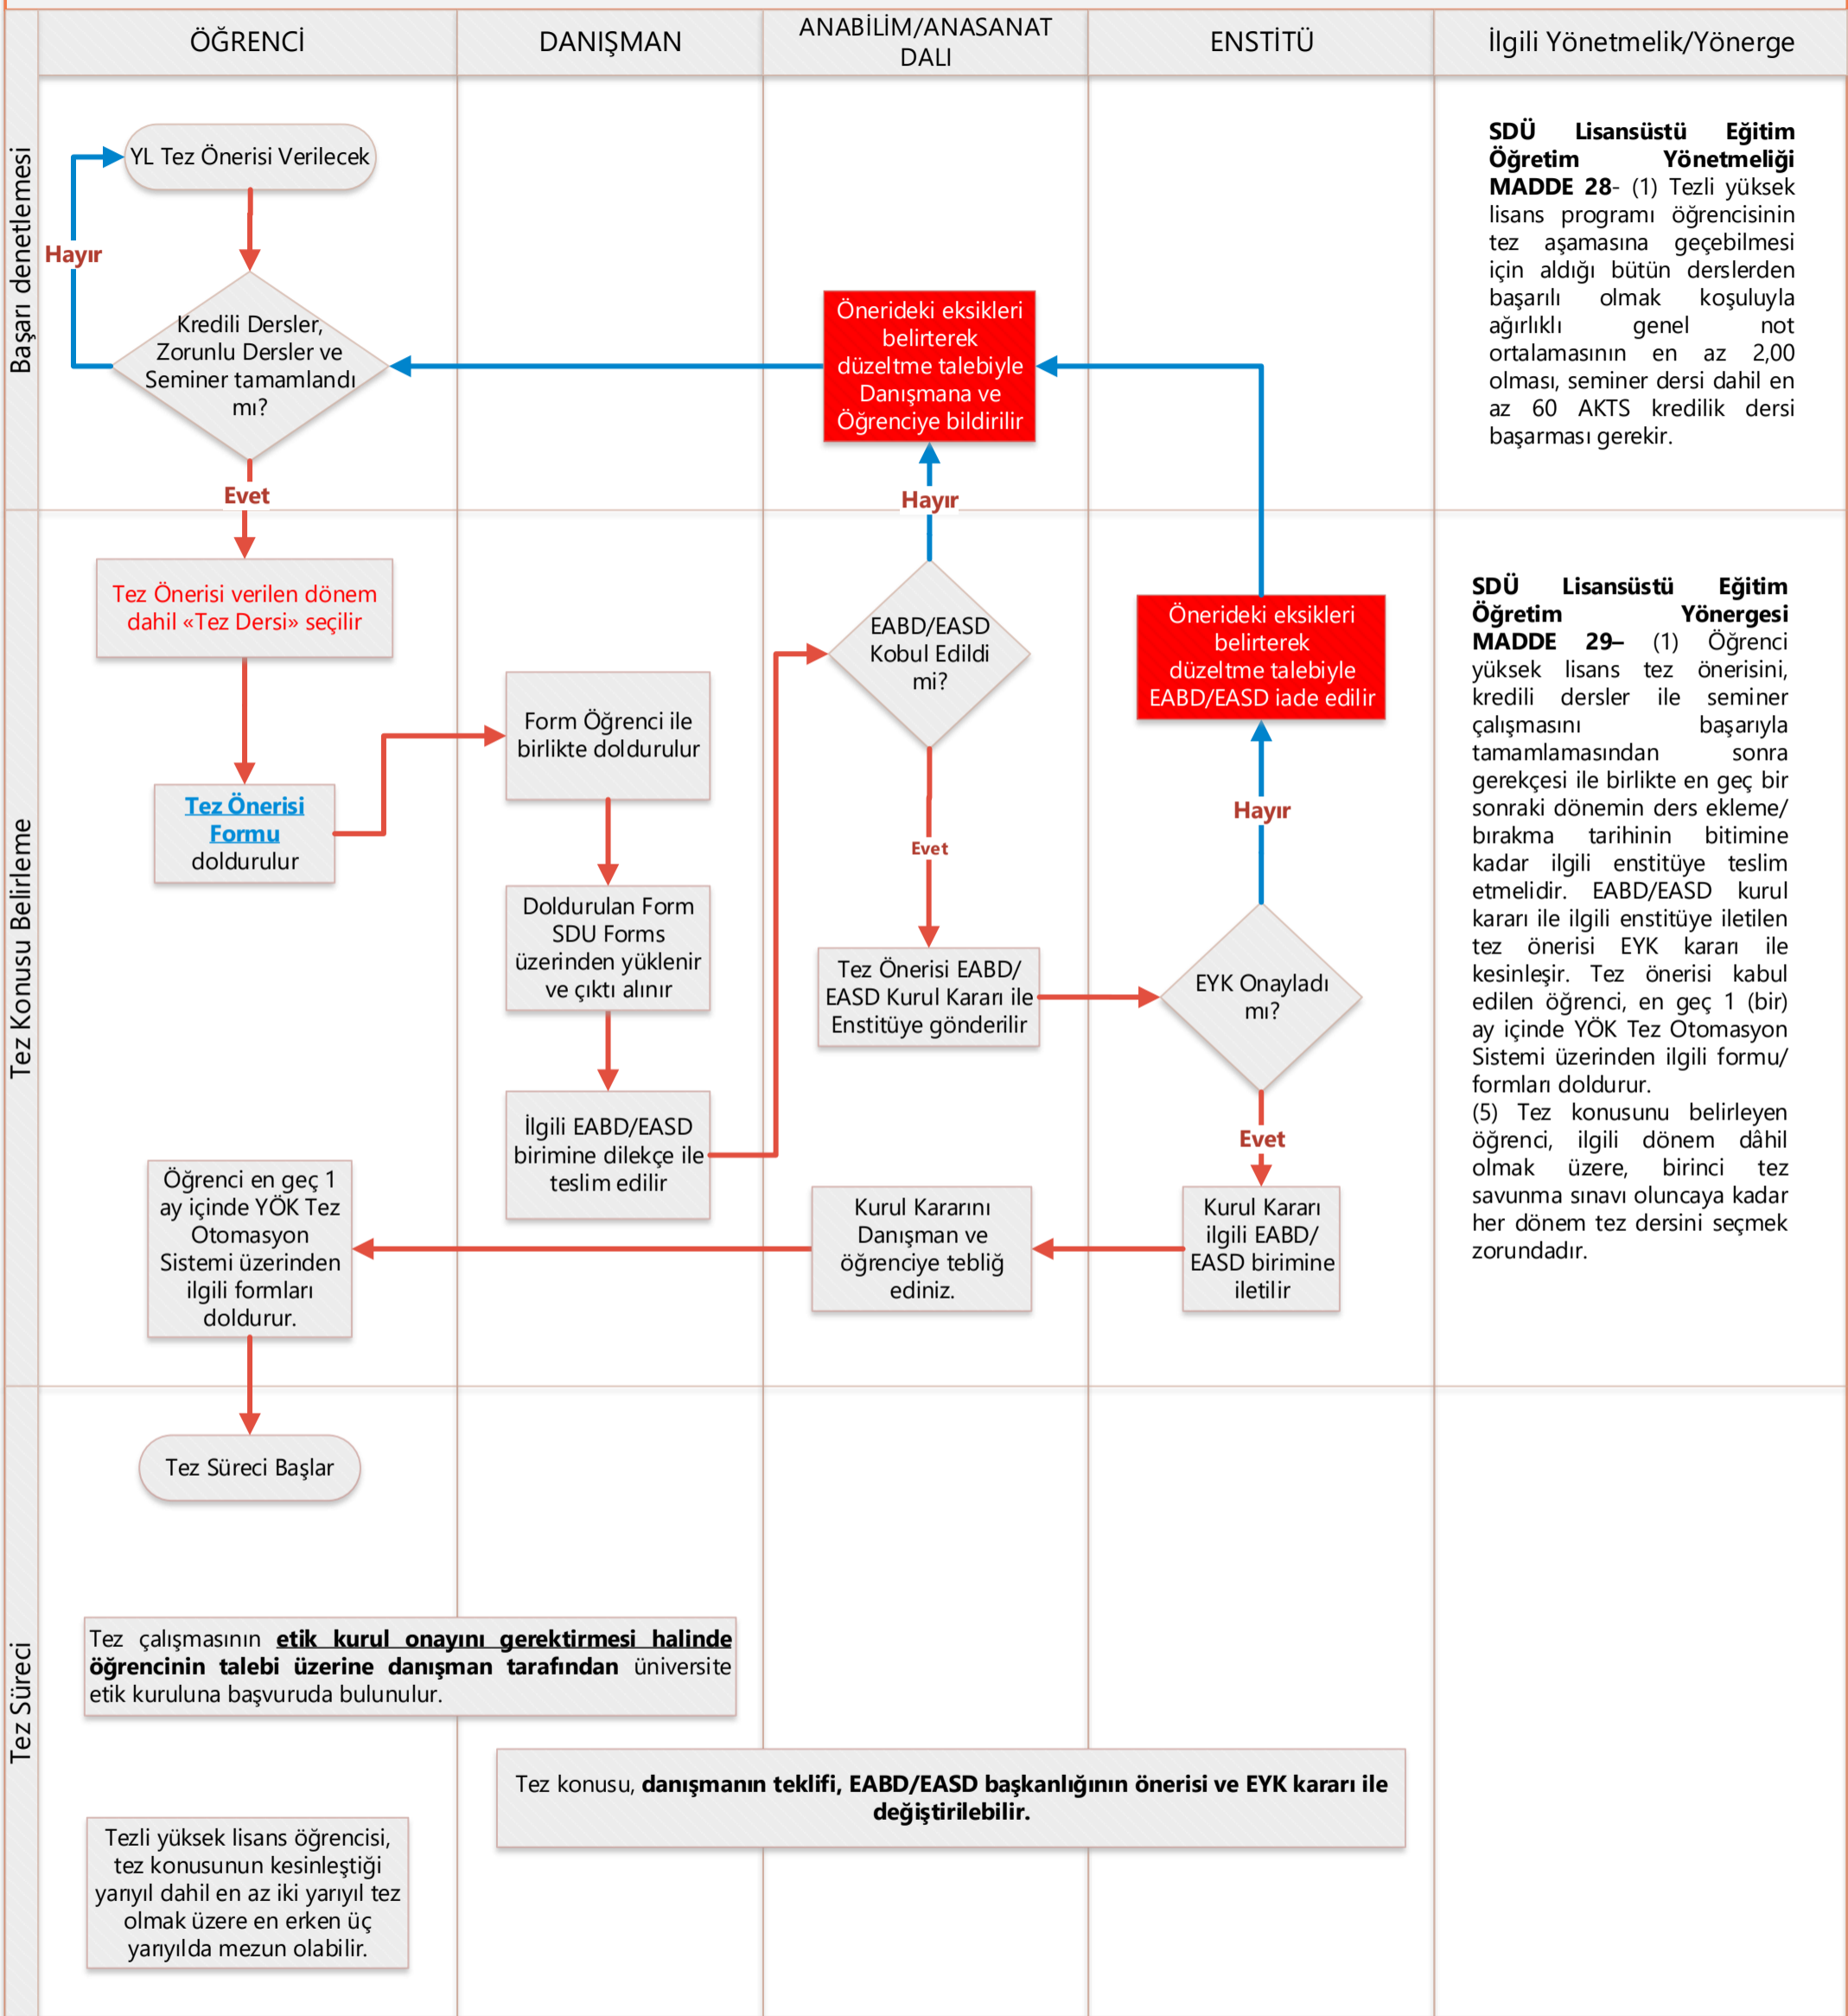 ÖĞRENCİ
DANIŞMAN
ANABİLİM/ANASANAT
DALI
ENSTİTÜ
İlgili Yönetmelik/Yönerge
Başarı denetlemesi
YL Tez Önerisi Verilecek
Hayır
Kredili Dersler,
Zorunlu Dersler ve
Seminer tamamlandı
mı?
Evet
Önerideki eksikleri
belirterek
düzeltme talebiyle
Danışmana ve
Öğrenciye bildirilir
Hayır
SDÜ Lisansüstü Eğitim
Öğretim Yönetmeliği
MADDE 28- (1) Tezli yüksek
lisans programı öğrencisinin
tez aşamasına geçebilmesi
için aldığı bütün derslerden
başarılı olmak koşuluyla
ağırlıklı genel not
ortalamasının en az 2,00
olması, seminer dersi dahil en
az 60 AKTS kredilik dersi
başarması gerekir.
Tez Konusu Belirleme
Tez Önerisi verilen dönem
dahil «Tez Dersi» seçilir
Tez Önerisi
Formu
doldurulur
Form Öğrenci ile
birlikte doldurulur
Doldurulan Form
SDU Forms
üzerinden yüklenir
ve çıktı alınır
İlgili EABD/EASD
birimine dilekçe ile
teslim edilir
EABD/EASD
Kobul Edildi
mi?
Evet
Tez Önerisi EABD/
EASD Kurul Kararı ile
Enstitüye gönderilir
Önerideki eksikleri
belirterek
düzeltme talebiyle
EABD/EASD iade edilir
Hayır
EYK Onayladı
mı?
Evet
Kurul Kararı
ilgili EABD/
EASD birimine
iletilir
Kurul Kararını
Danışman ve
öğrenciye tebliğ
ediniz.
Öğrenci en geç 1
ay içinde YÖK Tez
Otomasyon
Sistemi üzerinden
ilgili formları
doldurur.
SDÜ Lisansüstü Eğitim
Öğretim Yönergesi
MADDE 29– (1) Öğrenci
yüksek lisans tez önerisini,
kredili dersler ile seminer
çalışmasını başarıyla
tamamlamasından sonra
gerekçesi ile birlikte en geç bir
sonraki dönemin ders ekleme/
bırakma tarihinin bitimine
kadar ilgili enstitüye teslim
etmelidir. EABD/EASD kurul
kararı ile ilgili enstitüye iletilen
tez önerisi EYK kararı ile
kesinleşir. Tez önerisi kabul
edilen öğrenci, en geç 1 (bir)
ay içinde YÖK Tez Otomasyon
Sistemi üzerinden ilgili formu/
formları doldurur.
(5) Tez konusunu belirleyen
öğrenci, ilgili dönem dâhil
olmak üzere, birinci tez
savunma sınavı oluncaya kadar
her dönem tez dersini seçmek
zorundadır.
Tez Süreci
Tez Süreci Başlar
Tez çalışmasının etik kurul onayını gerektirmesi halinde
öğrencinin talebi üzerine danışman tarafından üniversite
etik kuruluna başvuruda bulunulur.
Tez konusu, danışmanın teklifi, EABD/EASD başkanlığının önerisi ve EYK kararı ile
değiştirilebilir.
Tezli yüksek lisans öğrencisi,
tez konusunun kesinleştiği
yarıyıl dahil en az iki yarıyıl tez
olmak üzere en erken üç
yarıyılda mezun olabilir.